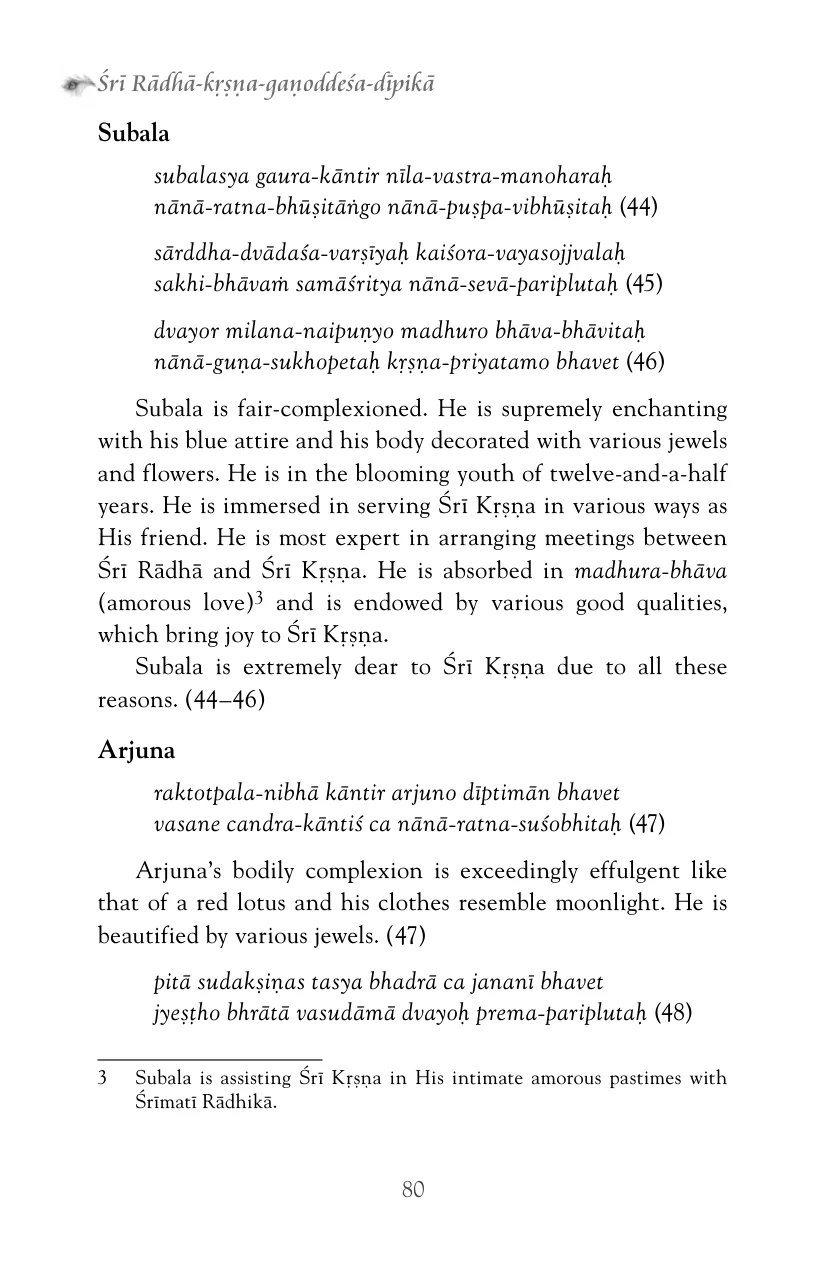 Śrī Rādhā-kṛṣṇa-gaṇoddeśa-dīpikā
Subala
subalasya gaura-kāntir nīla-vastra-manoharaḥ
nānā-ratna-bhūṣitāṅgo nānā-puṣpa-vibhūṣitaḥ (44)
sārddha-dvādaśa-varṣīyaḥ kaiśora-vayasojjvalaḥ
sakhi-bhāvaṁ samāśritya nānā-sevā-pariplutaḥ (45)
dvayor milana-naipuṇyo madhuro bhāva-bhāvitaḥ
nānā-guṇa-sukhopetaḥ kṛṣṇa-priyatamo bhavet (46)
Subala is fair-complexioned. He is supremely enchanting
with his blue attire and his body decorated with various jewels
and flowers. He is in the blooming youth of twelve-and-a-half
years. He is immersed in serving Śrī Kṛṣṇa in various ways as
His friend. He is most expert in arranging meetings between
Śrī Rādhā and Śrī Kṛṣṇa. He is absorbed in madhura-bhāva
(amorous love)3 and is endowed by various good qualities,
which bring joy to Śrī Kṛṣṇa.
Subala is extremely dear to Śrī Kṛṣṇa due to all these
reasons. (44–46)
Arjuna
raktotpala-nibhā kāntir arjuno dīptimān bhavet
vasane candra-kāntiś ca nānā-ratna-suśobhitaḥ (47)
Arjuna's bodily complexion is exceedingly effulgent like
that of a red lotus and his clothes resemble moonlight. He is
beautified by various jewels. (47)
pitā sudakṣiṇas tasya bhadrā ca jananī bhavet
jyeṣṭho bhrātā vasudāmā dvayoḥ prema-pariplutaḥ (48)
3 Subala is assisting Śrī Kṛṣṇa in His intimate amorous pastimes with
Śrīmatī Rādhikā.
80